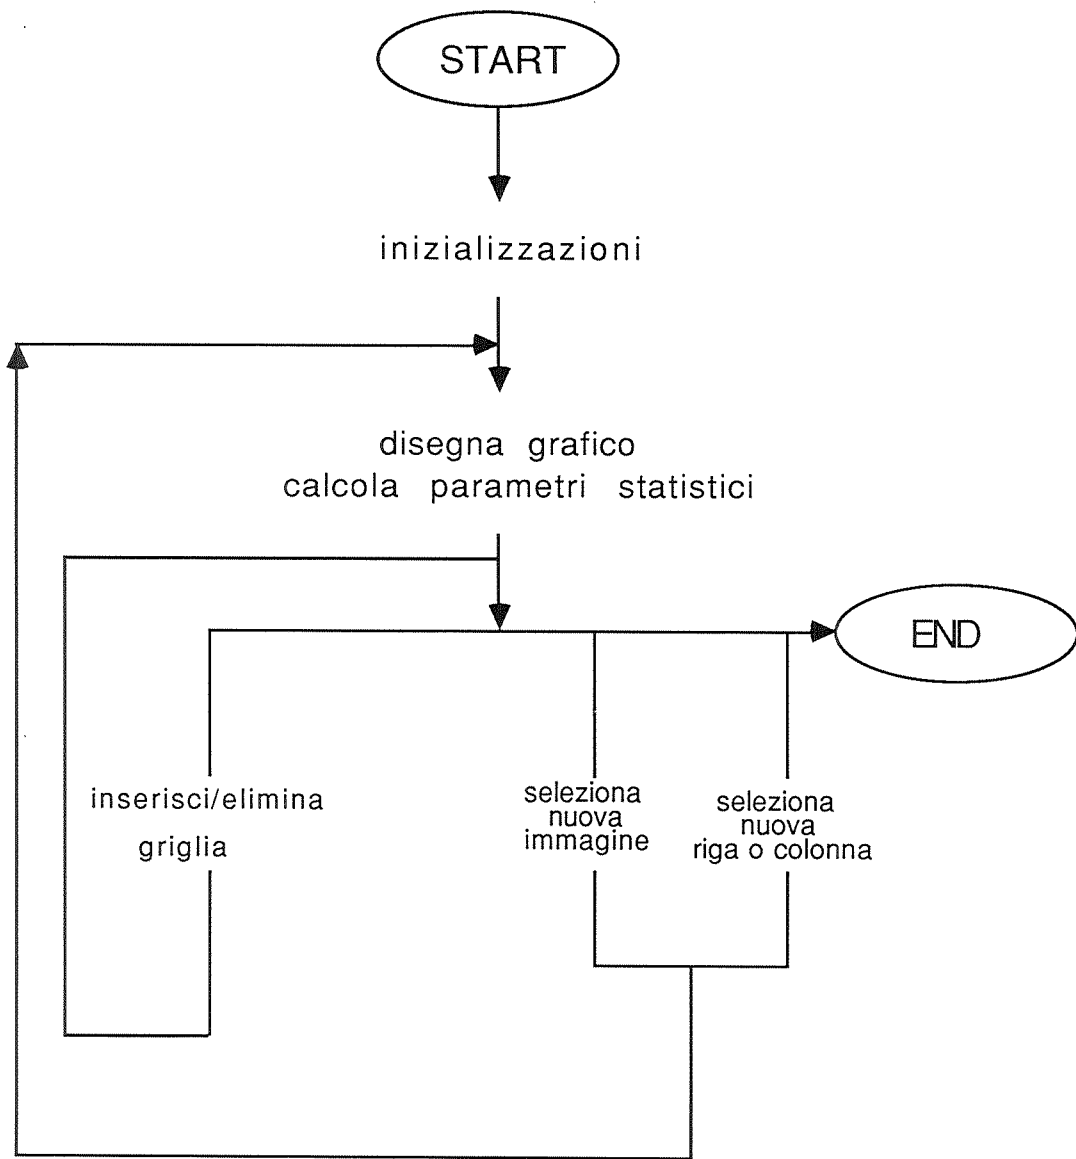 START
inizializzazioni
disegna grafico
calcola parametri statistici
END
inserisci/elimina
griglia
seleziona
nuova
immagine
seleziona
nuova
riga o colonna